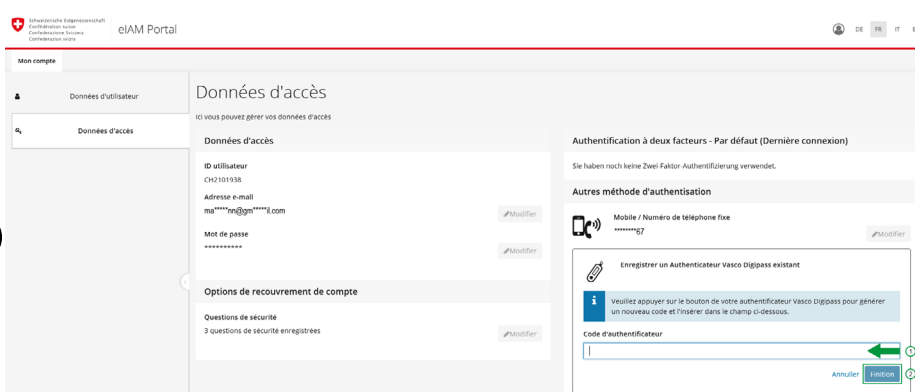 Schweizerische Eidgenossenschaft
Confédération suisse
Confederazione Svizzera
Confederaziun svizra
eIAM Portal
DE FR IT
Mon compte
Données d'utilisateur
Données d'accès
Données d'accès
Ici vous pouvez gérer vos données d'accès
Données d'accès
ID utilisateur
CH2101938
Adresse e-mail
ma*****nn@gm*****il.com
Modifier
Mot de passe
**********
Modifier
Options de recouvrement de compte
Questions de sécurité
3 questions de sécurité enregistrées
Modifier
Authentification à deux facteurs - Par défaut (Dernière connexion)
Sie haben noch keine Zwei-Faktor-Authentifizierung verwendet.
Autres méthode d'authentisation
Mobile / Numéro de téléphone fixe
********67
Modifier
Enregistrer un Authenticateur Vasco Digipass existant
Veuillez appuyer sur le bouton de votre authentificateur Vasco Digipass pour générer
un nouveau code et l'insérer dans le champ ci-dessous.
Code d'authentificateur
1
Annuller Finition 2